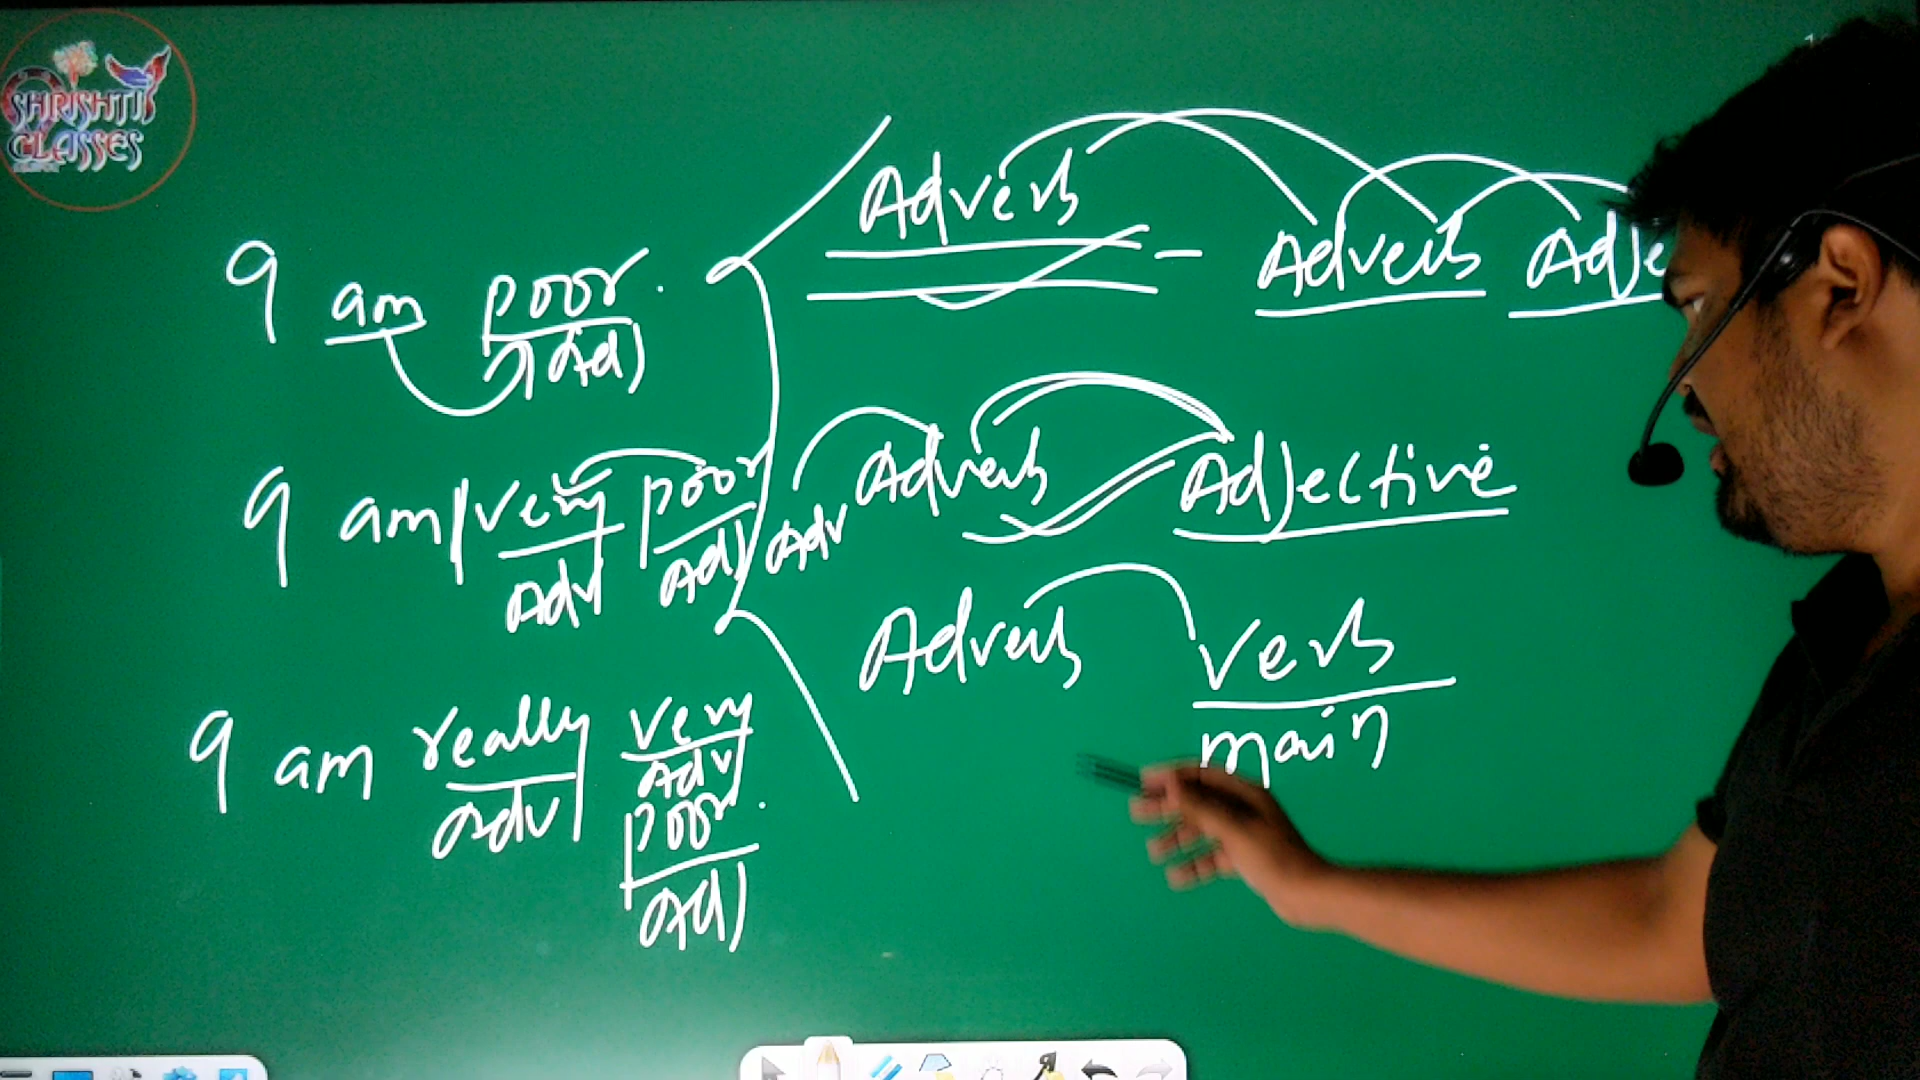 SHRISHTI
CLASSES
I am poor.
Adj
I am very poor
Adv Adj
I am really very
Adv Adv
poor.
Adj
Adverb - Adverb Adje
Adv Adverb Adjective
Adverb verb
main